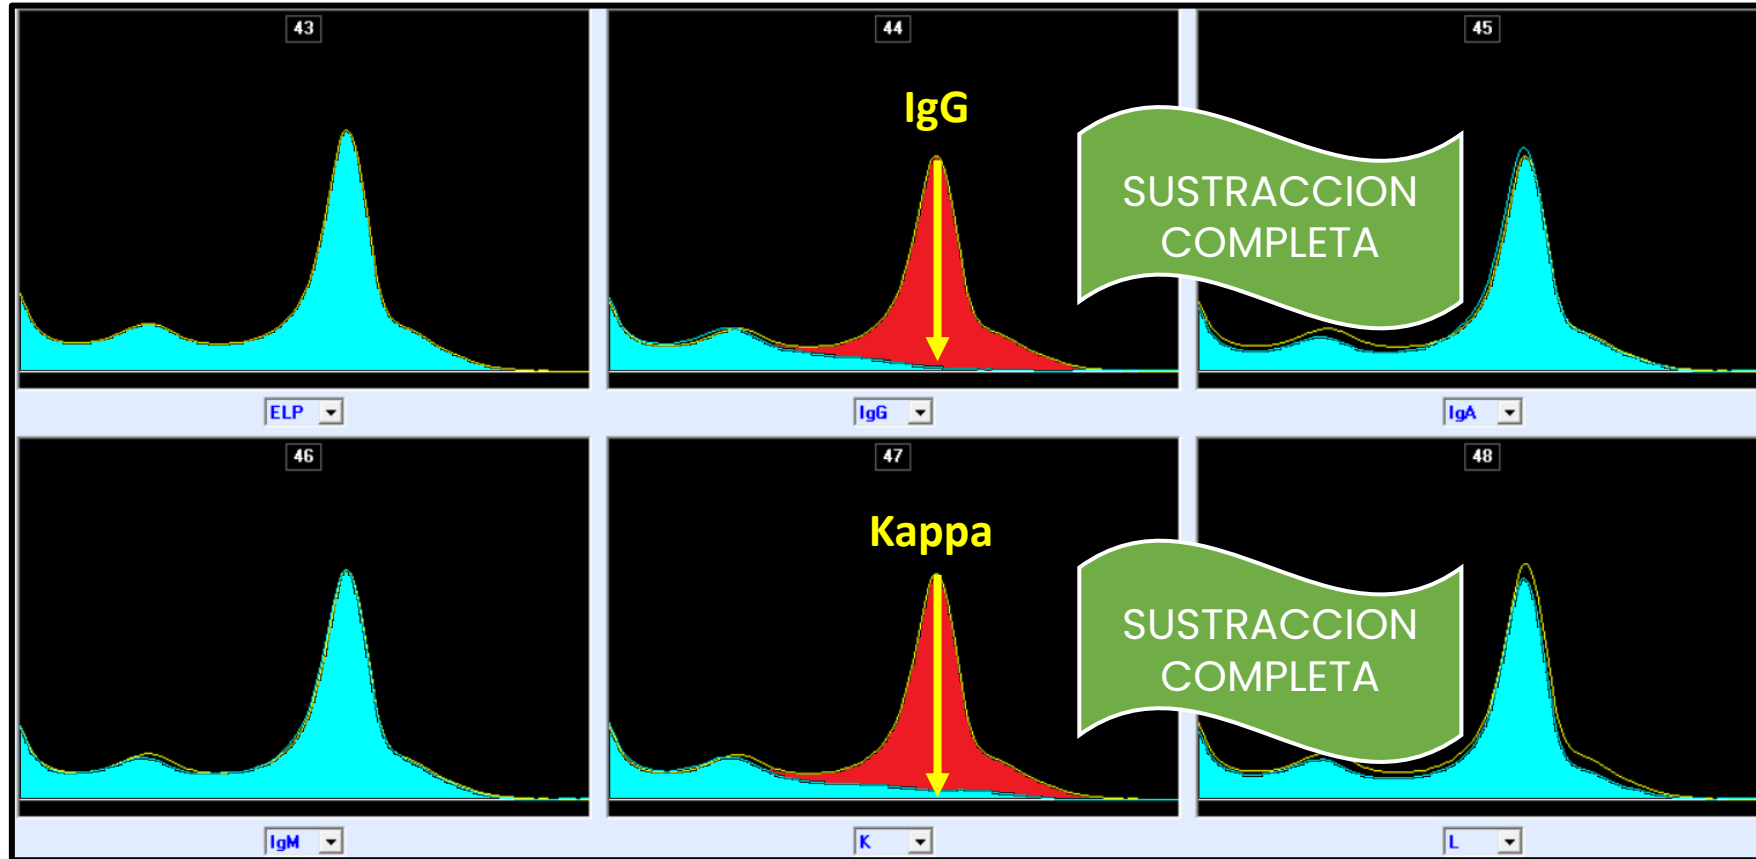 43
44
45
IgG
SUSTRACCION
COMPLETA
ELP
IgG
IgA
46
47
48
Kappa
SUSTRACCION
COMPLETA
IgM
K
L